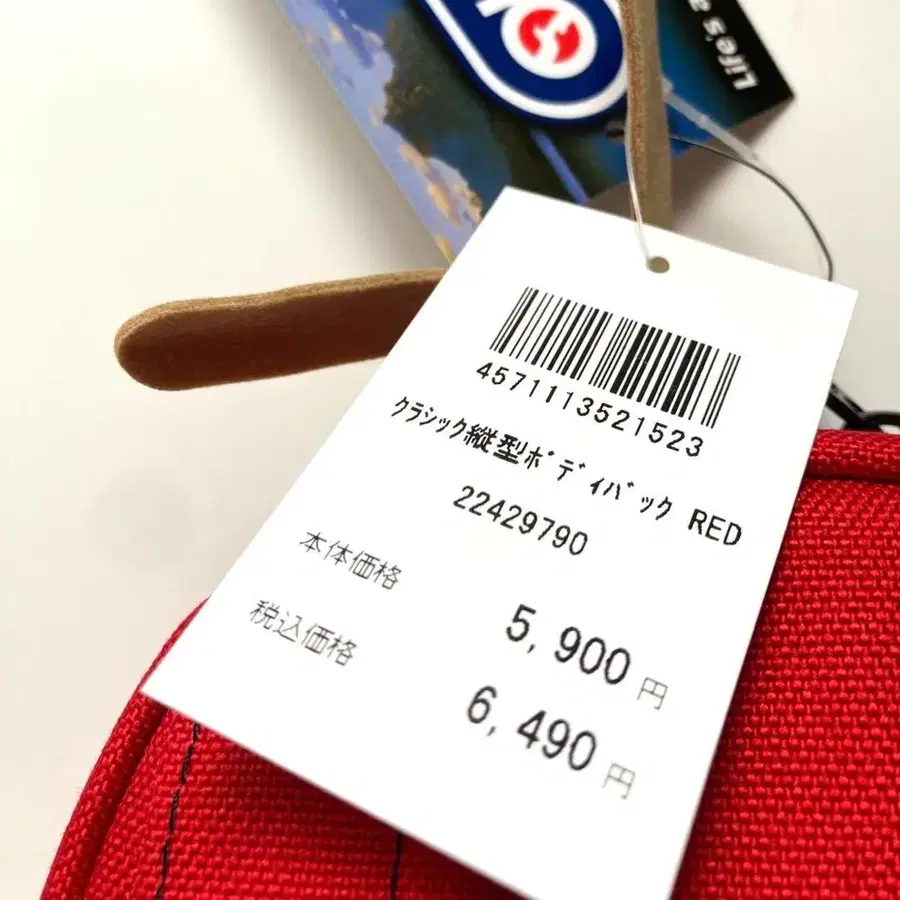 Life's a
4571113521523
クラシック縦型ボディバック RED
22429790
本体価格 5,900円
税込価格 6,490円